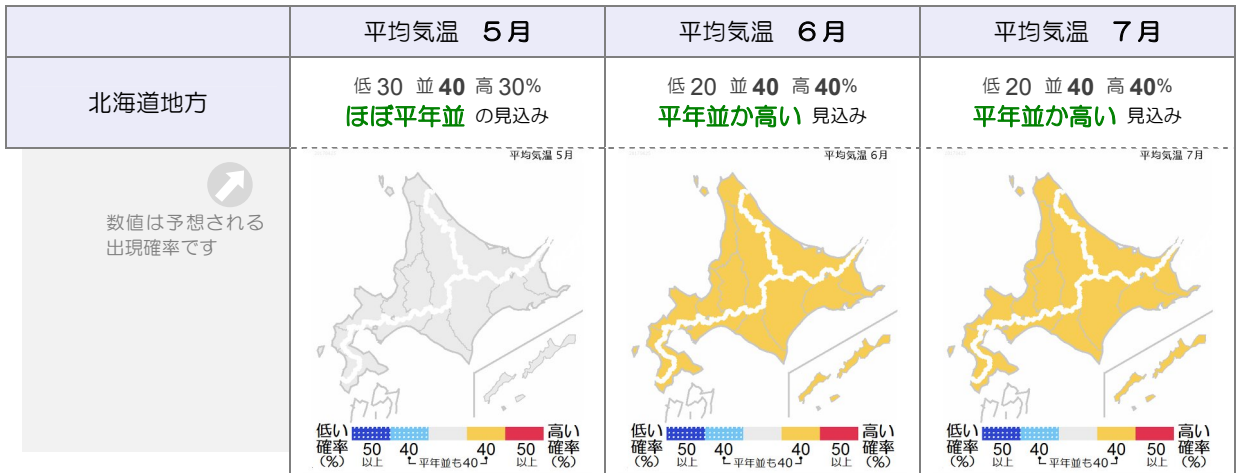 平均気温 5月
平均気温 6月
平均気温 7月
北海道地方
低 30 並 40 高 30%
ほぼ平年並 の見込み
低 20 並 40 高 40%
平年並か高い 見込み
低 20 並 40 高 40%
平年並か高い 見込み
数値は予想される
出現確率です
平均気温 5月
低い
確率
(%)
50
以上
40
平年並も40
40
50
以上
高い
確率
(%)
平均気温 6月
低い
確率
(%)
50
以上
40
平年並も40
40
50
以上
高い
確率
(%)
平均気温 7月
低い
確率
(%)
50
以上
40
平年並も40
40
50
以上
高い
確率
(%)